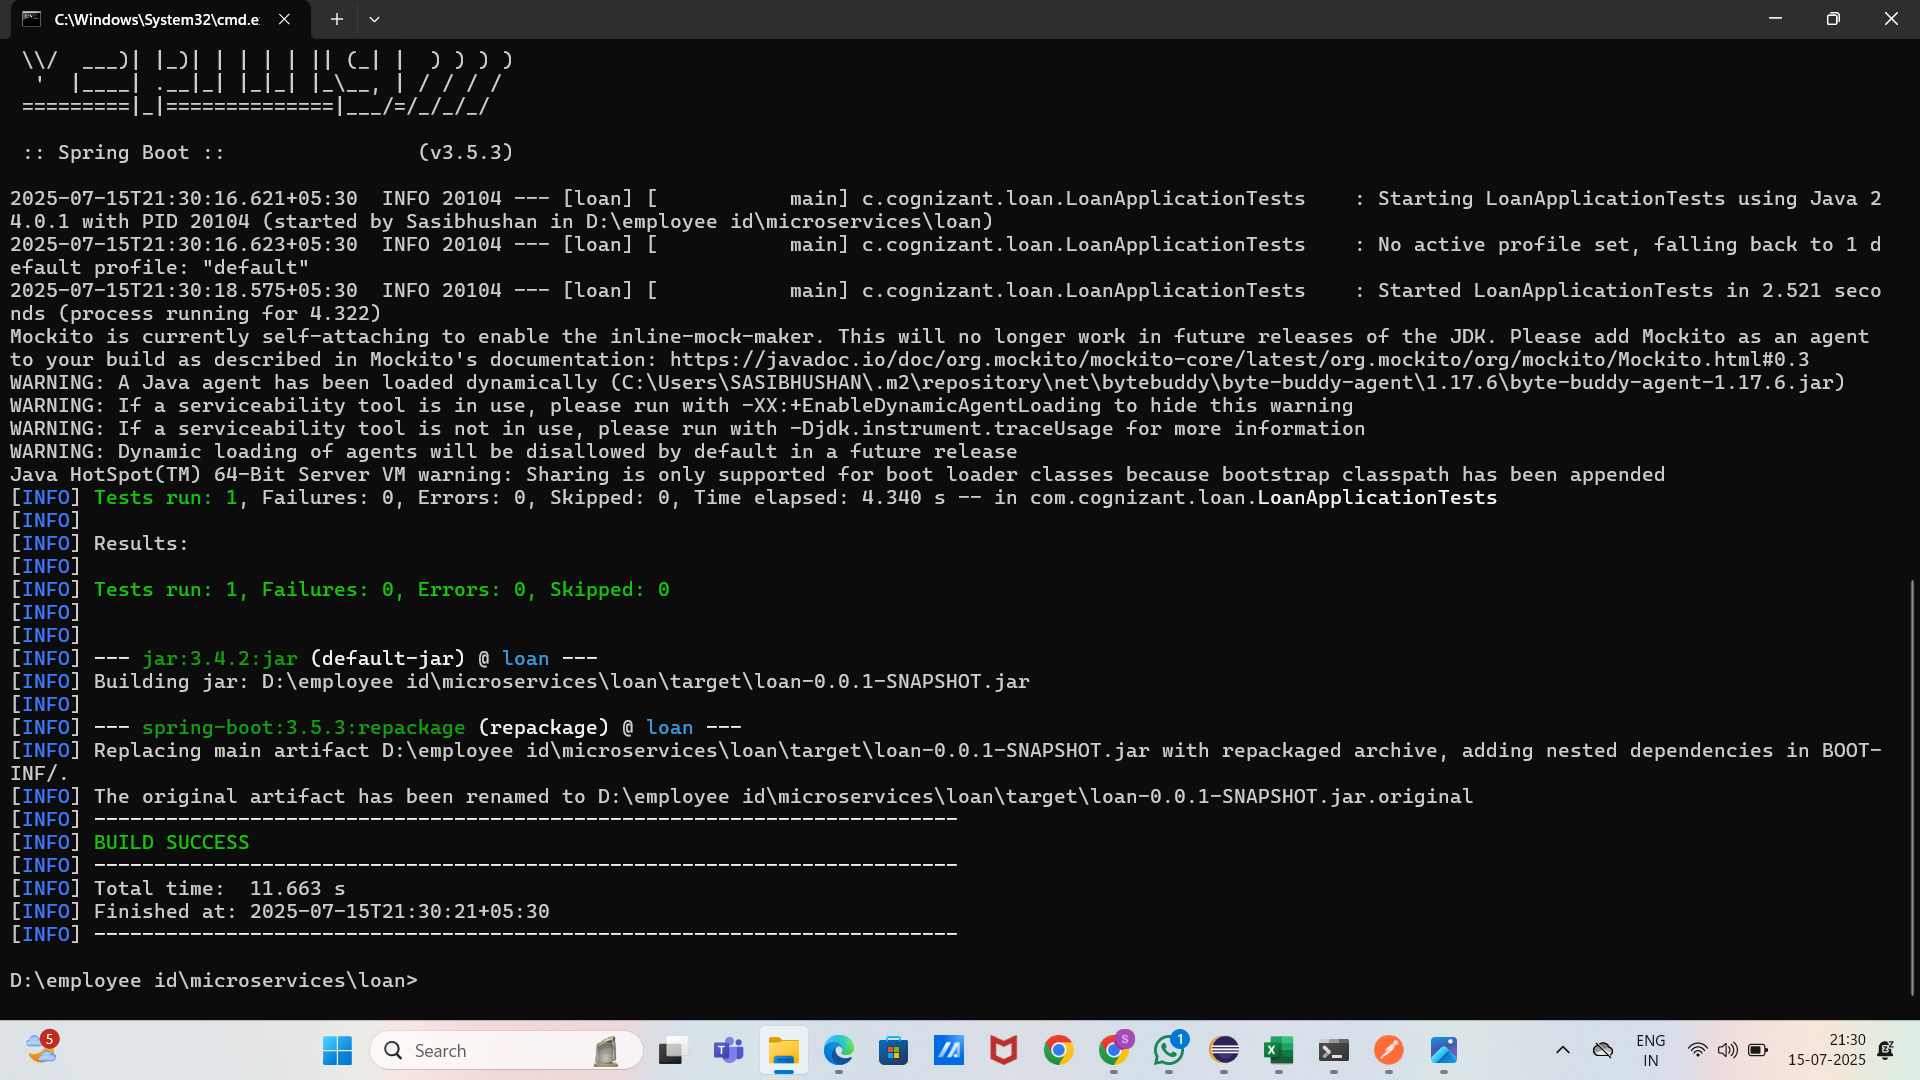 C:\Windows\System32\cmd.e
 \\/  ___)| |_)| | | | | || (_| |  ) ) ) )
  '  |____| .__|_| |_|_| |_\__, | / / / /
 =========|_|==============|___/=/_/_/_/
 :: Spring Boot ::                (v3.5.3)
2025-07-15T21:30:16.621+05:30  INFO 20104 --- [loan] [           main] c.cognizant.loan.LoanApplicationTests    : Starting LoanApplicationTests using Java 2
4.0.1 with PID 20104 (started by Sasibhushan in D:\employee id\microservices\loan)
2025-07-15T21:30:16.623+05:30  INFO 20104 --- [loan] [           main] c.cognizant.loan.LoanApplicationTests    : No active profile set, falling back to 1 d
efault profile: "default"
2025-07-15T21:30:18.575+05:30  INFO 20104 --- [loan] [           main] c.cognizant.loan.LoanApplicationTests    : Started LoanApplicationTests in 2.521 seco
nds (process running for 4.322)
Mockito is currently self-attaching to enable the inline-mock-maker. This will no longer work in future releases of the JDK. Please add Mockito as an agent
to your build as described in Mockito's documentation: https://javadoc.io/doc/org.mockito/mockito-core/latest/org.mockito/org/mockito/Mockito.html#0.3
WARNING: A Java agent has been loaded dynamically (C:\Users\SASIBHUSHAN\.m2\repository\net\bytebuddy\byte-buddy-agent\1.17.6\byte-buddy-agent-1.17.6.jar)
WARNING: If a serviceability tool is in use, please run with -XX:+EnableDynamicAgentLoading to hide this warning
WARNING: If a serviceability tool is not in use, please run with -Djdk.instrument.traceUsage for more information
WARNING: Dynamic loading of agents will be disallowed by default in a future release
Java HotSpot(TM) 64-Bit Server VM warning: Sharing is only supported for boot loader classes because bootstrap classpath has been appended
[INFO] Tests run: 1, Failures: 0, Errors: 0, Skipped: 0, Time elapsed: 4.340 s -- in com.cognizant.loan.LoanApplicationTests
[INFO]
[INFO] Results:
[INFO]
[INFO] Tests run: 1, Failures: 0, Errors: 0, Skipped: 0
[INFO]
[INFO]
[INFO] --- jar:3.4.2:jar (default-jar) @ loan ---
[INFO] Building jar: D:\employee id\microservices\loan\target\loan-0.0.1-SNAPSHOT.jar
[INFO]
[INFO] --- spring-boot:3.5.3:repackage (repackage) @ loan ---
[INFO] Replacing main artifact D:\employee id\microservices\loan\target\loan-0.0.1-SNAPSHOT.jar with repackaged archive, adding nested dependencies in BOOT-
INF/.
[INFO] The original artifact has been renamed to D:\employee id\microservices\loan\target\loan-0.0.1-SNAPSHOT.jar.original
[INFO] ------------------------------------------------------------------------
[INFO] BUILD SUCCESS
[INFO] ------------------------------------------------------------------------
[INFO] Total time:  11.663 s
[INFO] Finished at: 2025-07-15T21:30:21+05:30
[INFO] ------------------------------------------------------------------------
D:\employee id\microservices\loan>
5
Search
S
1
ENG
IN
21:30
15-07-2025